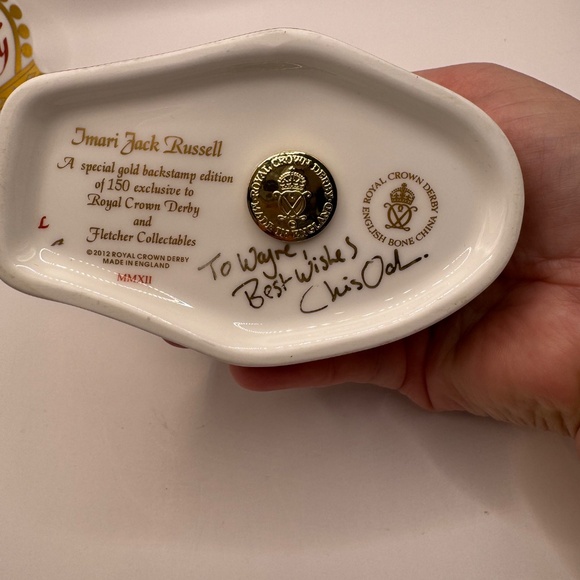 Imari Jack Russell
A special gold backstamp edition
of 150 exclusive to
Royal Crown Derby
and
Fletcher Collectables
©2012 ROYAL CROWN DERBY
MADE IN ENGLAND
MMXII
L
ROYAL CROWN DERBY
ROYAL CROWN DERBY
ENGLISH BONE CHINA
To Wayne
Best Wishes